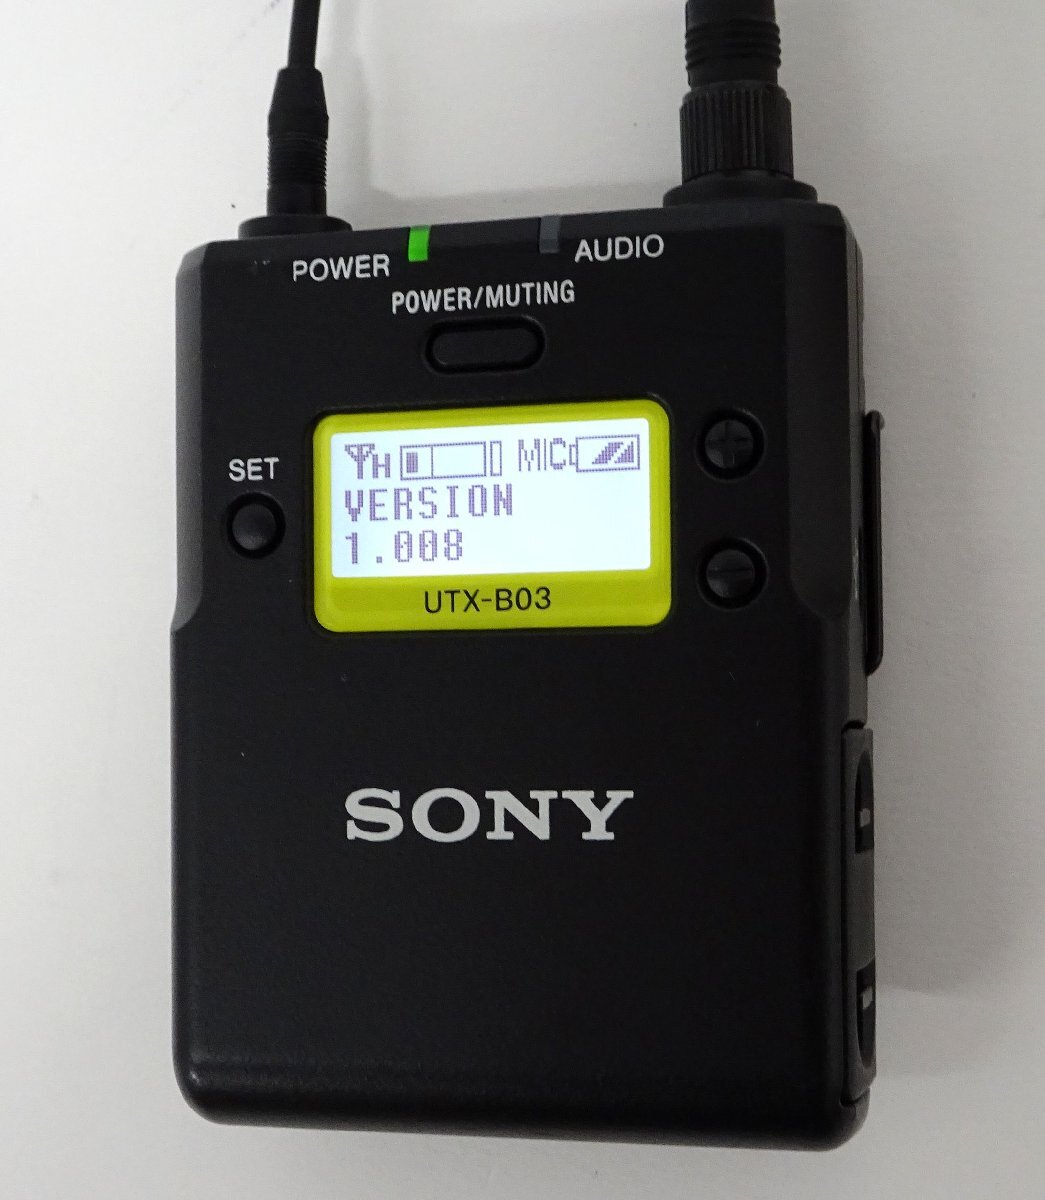 POWER
AUDIO
POWER/MUTING
SET
H MIC
VERSION
1.008
UTX-B03
SONY